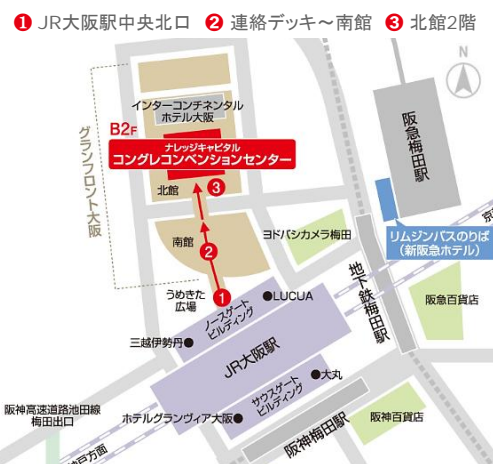 ❶ JR大阪駅中央北口 ❷ 連絡デッキ～南館 ❸ 北館2階
N
インターコンチネンタル
ホテル大阪
B2F
ナレッジキャピタル
コングレコンベンションセンター
グランフロント大阪
北館
❸
阪急梅田駅
南館
❷
ヨドバシカメラ梅田
リムジンバスのりば
（新阪急ホテル）
うめきた
広場
❶
LUCUA
ノースゲート
ビルディング
地下鉄梅田駅
阪急百貨店
三越伊勢丹
JR大阪駅
大丸
サウスゲート
ビルディング
阪神高速道路池田線
梅田出口
ホテルグランヴィア大阪
阪神梅田駅
阪神百貨店
戸方面